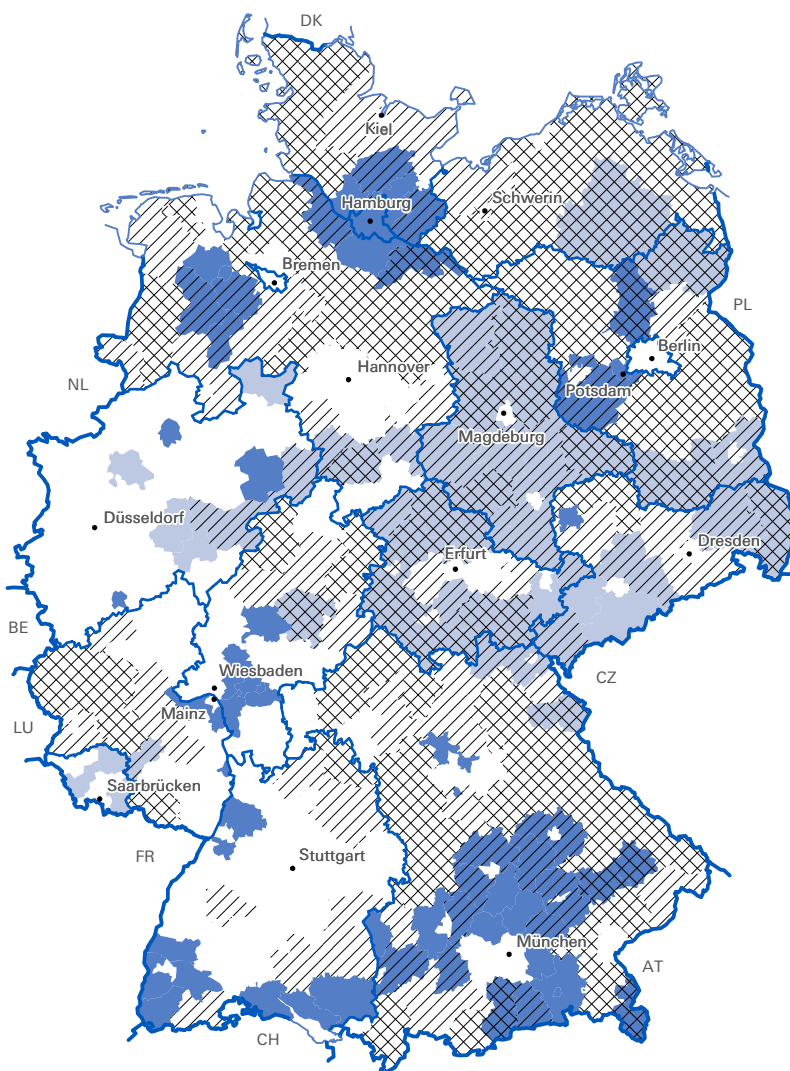 DK
Kiel
Hamburg
Schwerin
Bremen
PL
Berlin
Hannover
NL
Potsdam
Magdeburg
Düsseldorf
Dresden
Erfurt
BE
Wiesbaden
CZ
Mainz
LU
Saarbrücken
FR
Stuttgart
München
AT
CH